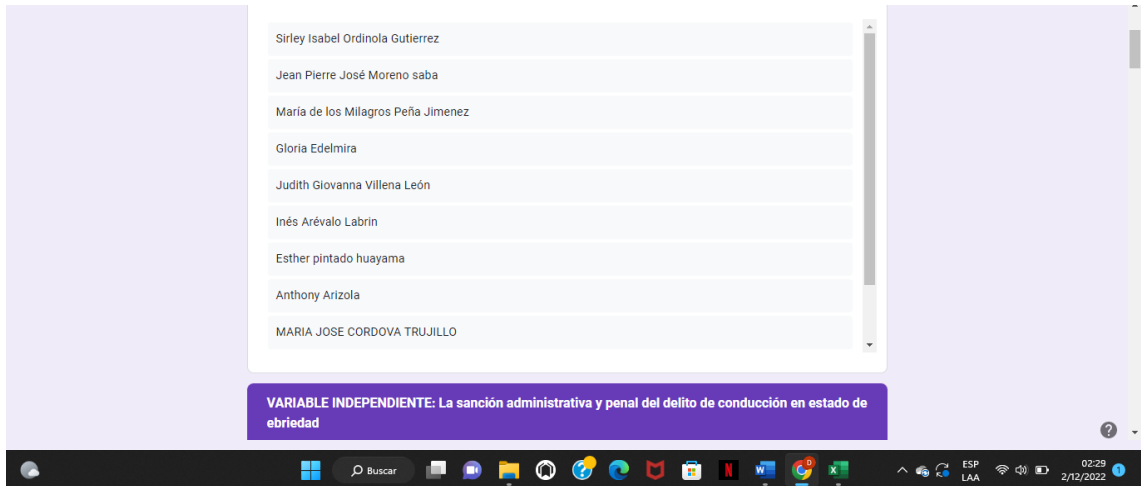 Sirley Isabel Ordinola Gutierrez
Jean Pierre José Moreno saba
María de los Milagros Peña Jimenez
Gloria Edelmira
Judith Giovanna Villena León
Inés Arévalo Labrin
Esther pintado huayama
Anthony Arizola
MARIA JOSE CORDOVA TRUJILLO
VARIABLE INDEPENDIENTE: La sanción administrativa y penal del delito de conducción en estado de
ebriedad
Buscar
ESP
LAA
02:29
2/12/2022
1